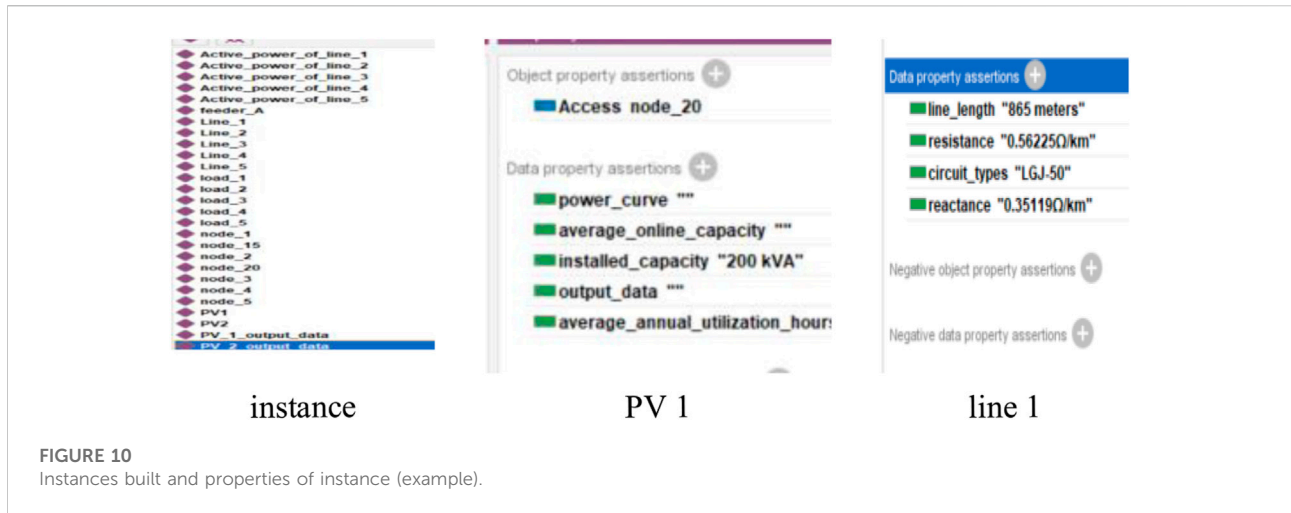 Active_power_of_line_1
Active_power_of_line_2
Active_power_of_line_3
Active_power_of_line_4
Active_power_of_line_5
feeder_A
Line_1
Line_2
Line_3
Line_4
Line_5
load_1
load_2
load_3
load_4
load_5
node_1
node_15
node_2
node_20
node_3
node_4
node_5
PV1
PV2
PV_1_output_data
PV_2_output_data
instance
Object property assertions
Access node_20
Data property assertions
power_curve ""
average_online_capacity ""
installed_capacity "200 kVA"
output_data ""
average_annual_utilization_hours
PV 1
Data property assertions
line_length "865 meters"
resistance "0.56225Ω/km"
circuit_types "LGJ-50"
reactance "0.35119Ω/km"
Negative object property assertions
Negative data property assertions
line 1
FIGURE 10
Instances built and properties of instance (example).